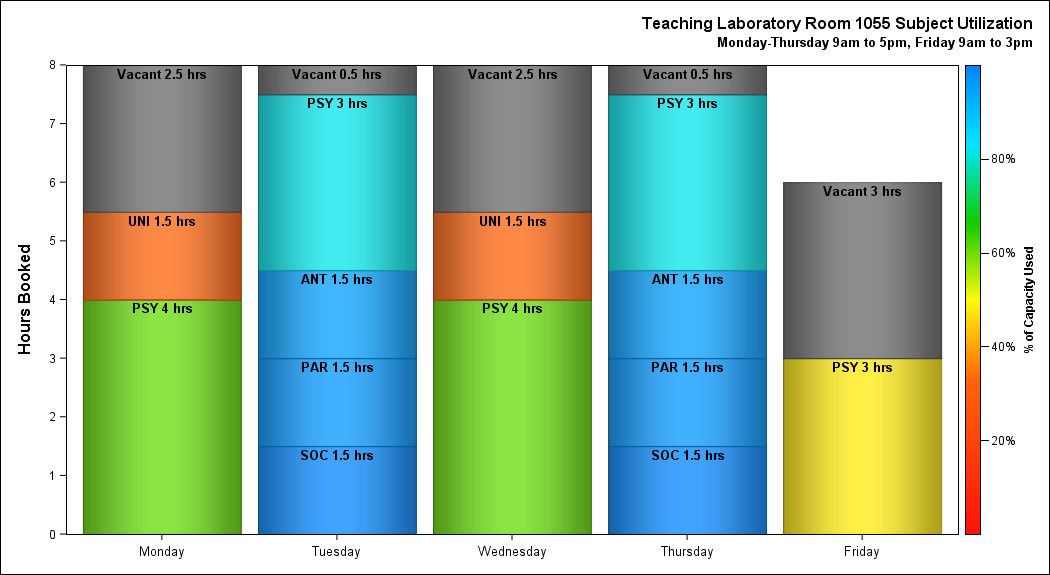 Teaching Laboratory Room 1055 Subject Utilization
Monday-Thursday 9am to 5pm, Friday 9am to 3pm
Hours Booked
8
7
6
5
4
3
2
1
0
Vacant 2.5 hrs
UNI 1.5 hrs
PSY 4 hrs
Monday
Vacant 0.5 hrs
PSY 3 hrs
ANT 1.5 hrs
PAR 1.5 hrs
SOC 1.5 hrs
Tuesday
Vacant 2.5 hrs
UNI 1.5 hrs
PSY 4 hrs
Wednesday
Vacant 0.5 hrs
PSY 3 hrs
ANT 1.5 hrs
PAR 1.5 hrs
SOC 1.5 hrs
Thursday
Vacant 3 hrs
PSY 3 hrs
Friday
80%
60%
40%
20%
% of Capacity Used